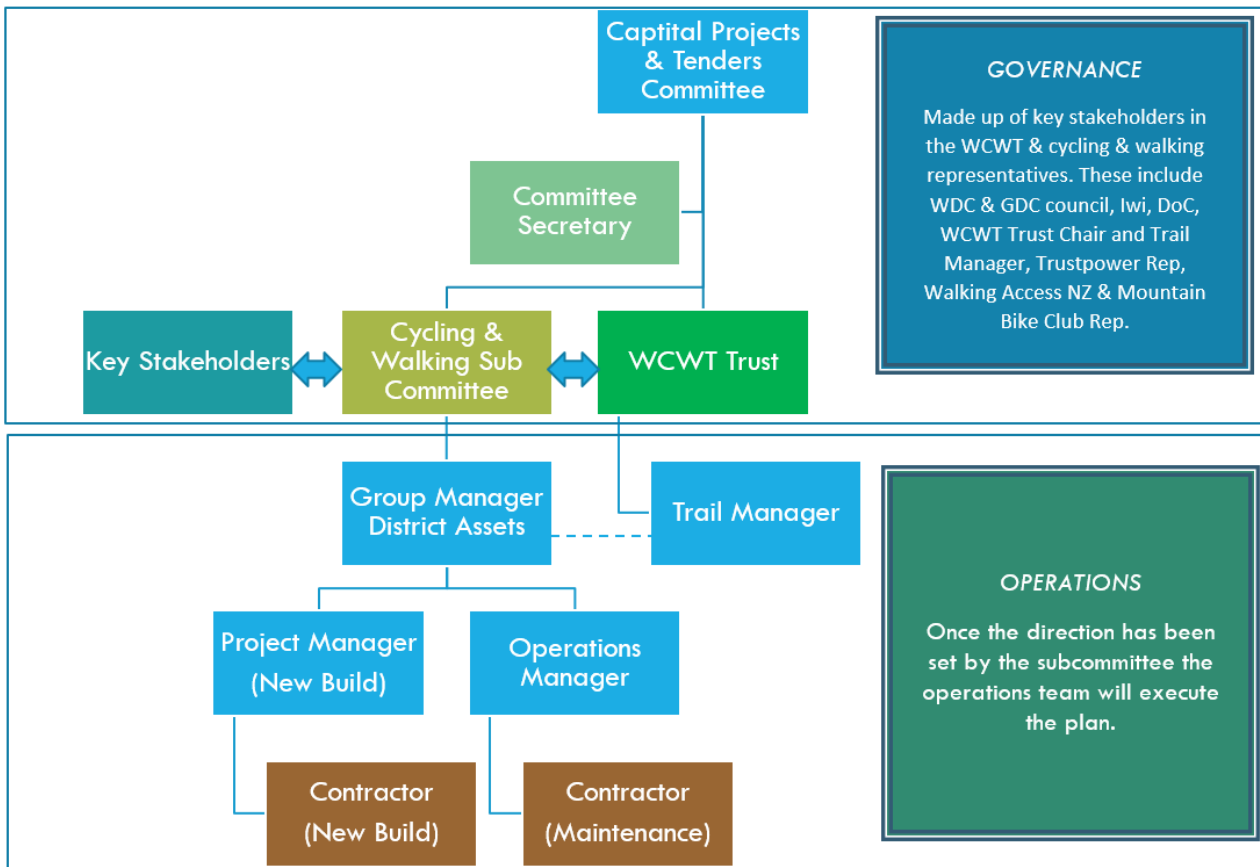 Captital Projects
& Tenders
Committee
Committee
Secretary
Key Stakeholders
Cycling &
Walking Sub
Committee
WCWT Trust
GOVERNANCE
Made up of key stakeholders in
the WCWT & cycling & walking
representatives. These include
WDC & GDC council, Iwi, DoC,
WCWT Trust Chair and Trail
Manager, Trustpower Rep,
Walking Access NZ & Mountain
Bike Club Rep.
Group Manager
District Assets
Trail Manager
Project Manager
(New Build)
Operations
Manager
Contractor
(New Build)
Contractor
(Maintenance)
OPERATIONS
Once the direction has been
set by the subcommittee the
operations team will execute
the plan.